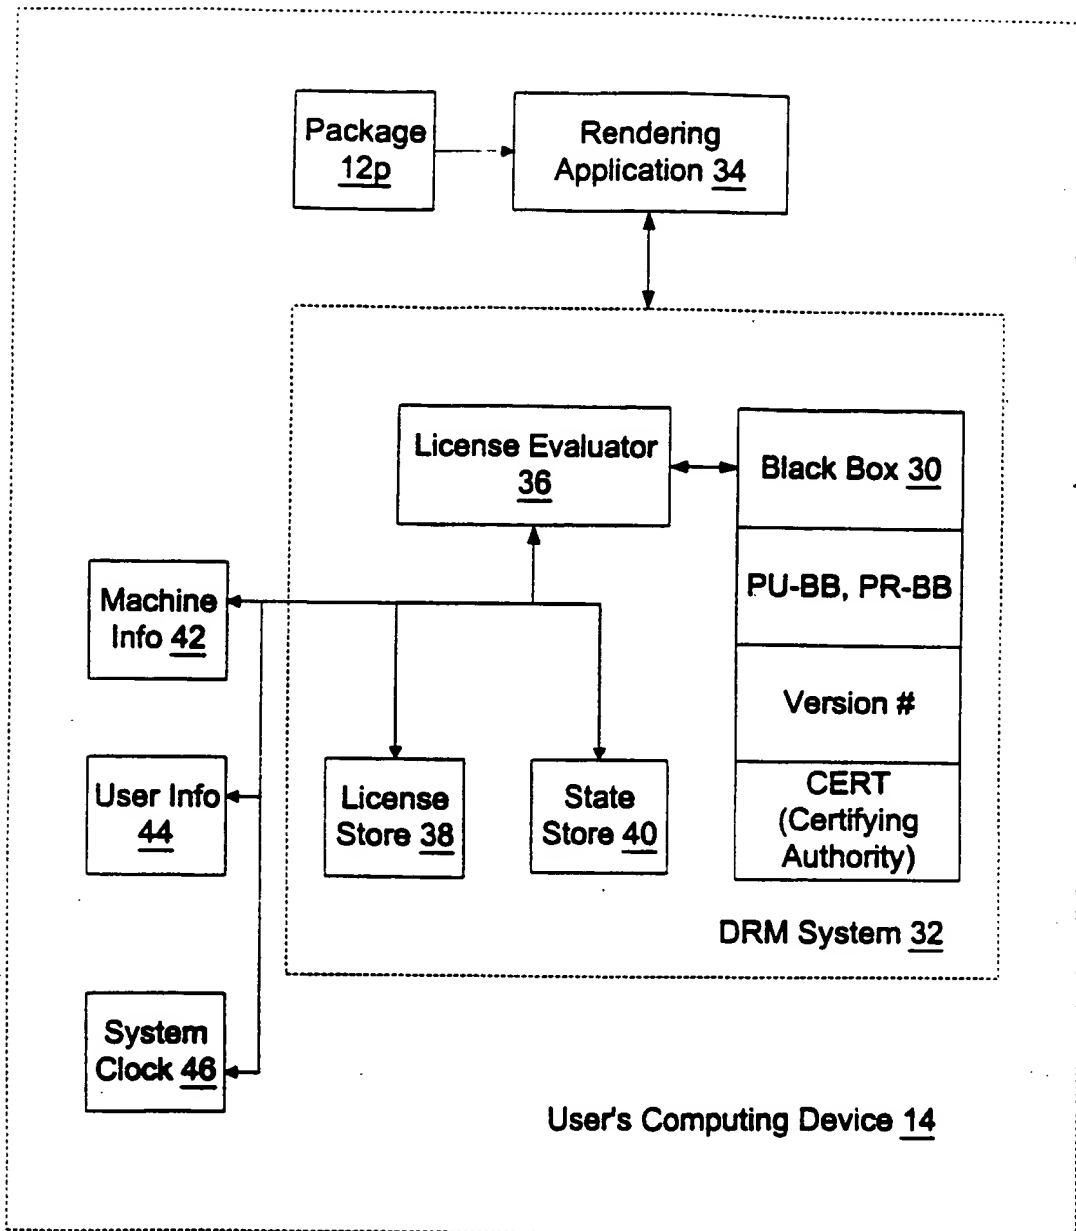 Package
12p
Rendering
Application 34
License Evaluator
36
Black Box 30
PU-BB, PR-BB
Version #
CERT
(Certifying
Authority)
Machine
Info 42
User Info
44
License
Store 38
State
Store 40
DRM System 32
System
Clock 46
User's Computing Device 14